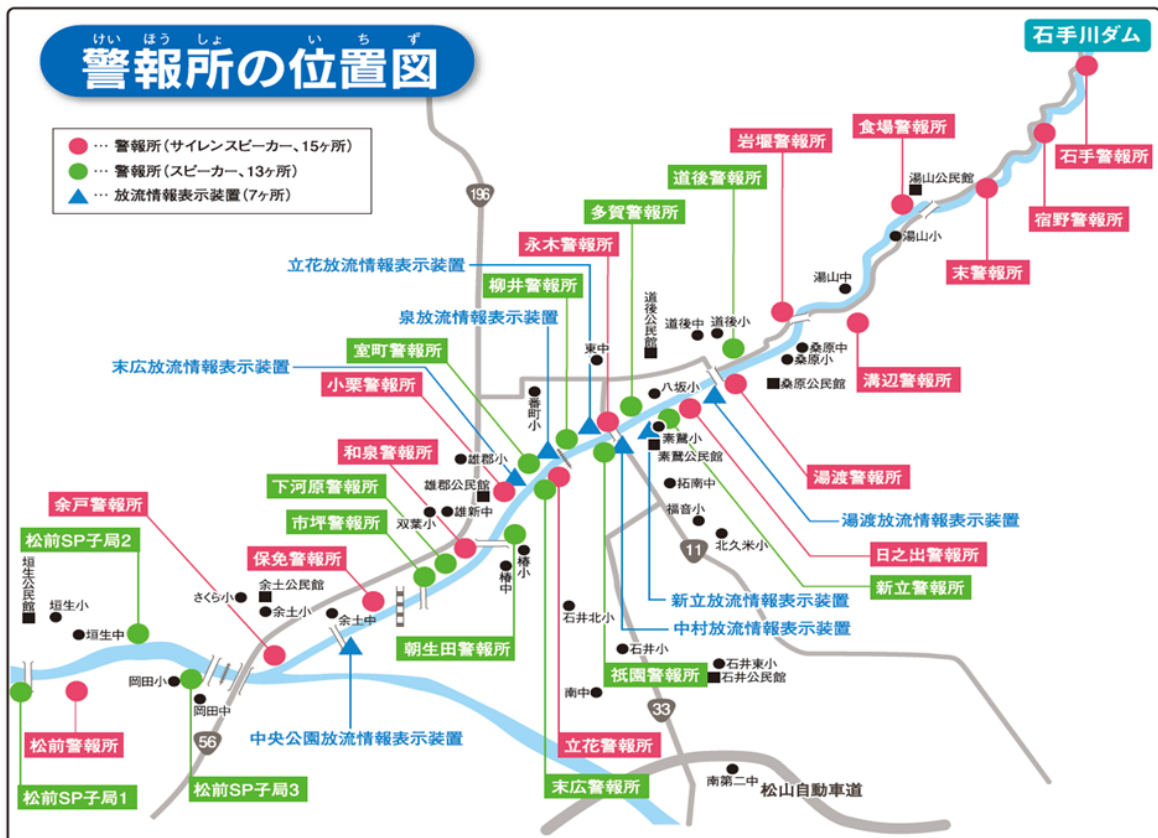 けいほうしょ いちず
警報所の位置図
石手川ダム
… 警報所(サイレンスピーカー、15ヶ所)
… 警報所(スピーカー、13ヶ所)
… 放流情報表示装置(7ヶ所)
196
岩堰警報所
食場警報所
石手警報所
湯山公民館
道後警報所
多賀警報所
宿野警報所
永木警報所
湯山小
末警報所
立花放流情報表示装置
柳井警報所
湯山中
道後公民館
泉放流情報表示装置
道後中
道後小
室町警報所
東中
桑原中
桑原小
末広放流情報表示装置
小栗警報所
溝辺警報所
桑原公民館
番町小
八坂小
素鵞小
和泉警報所
雄郡小
素鵞公民館
湯渡警報所
下河原警報所
雄郡公民館
拓南中
余戸警報所
市坪警報所
双葉小
雄新中
福音小
湯渡放流情報表示装置
松前SP子局2
保免警報所
椿小
椿中
北久米小
11
日之出警報所
垣生公民館
余土公民館
さくら小
新立警報所
垣生小
余土小
余土中
石井北小
新立放流情報表示装置
垣生中
中村放流情報表示装置
朝生田警報所
石井小
祇園警報所
石井東小
石井公民館
岡田小
岡田中
南中
33
松前警報所
56
中央公園放流情報表示装置
立花警報所
南第二中
松前SP子局1
松前SP子局3
末広警報所
松山自動車道